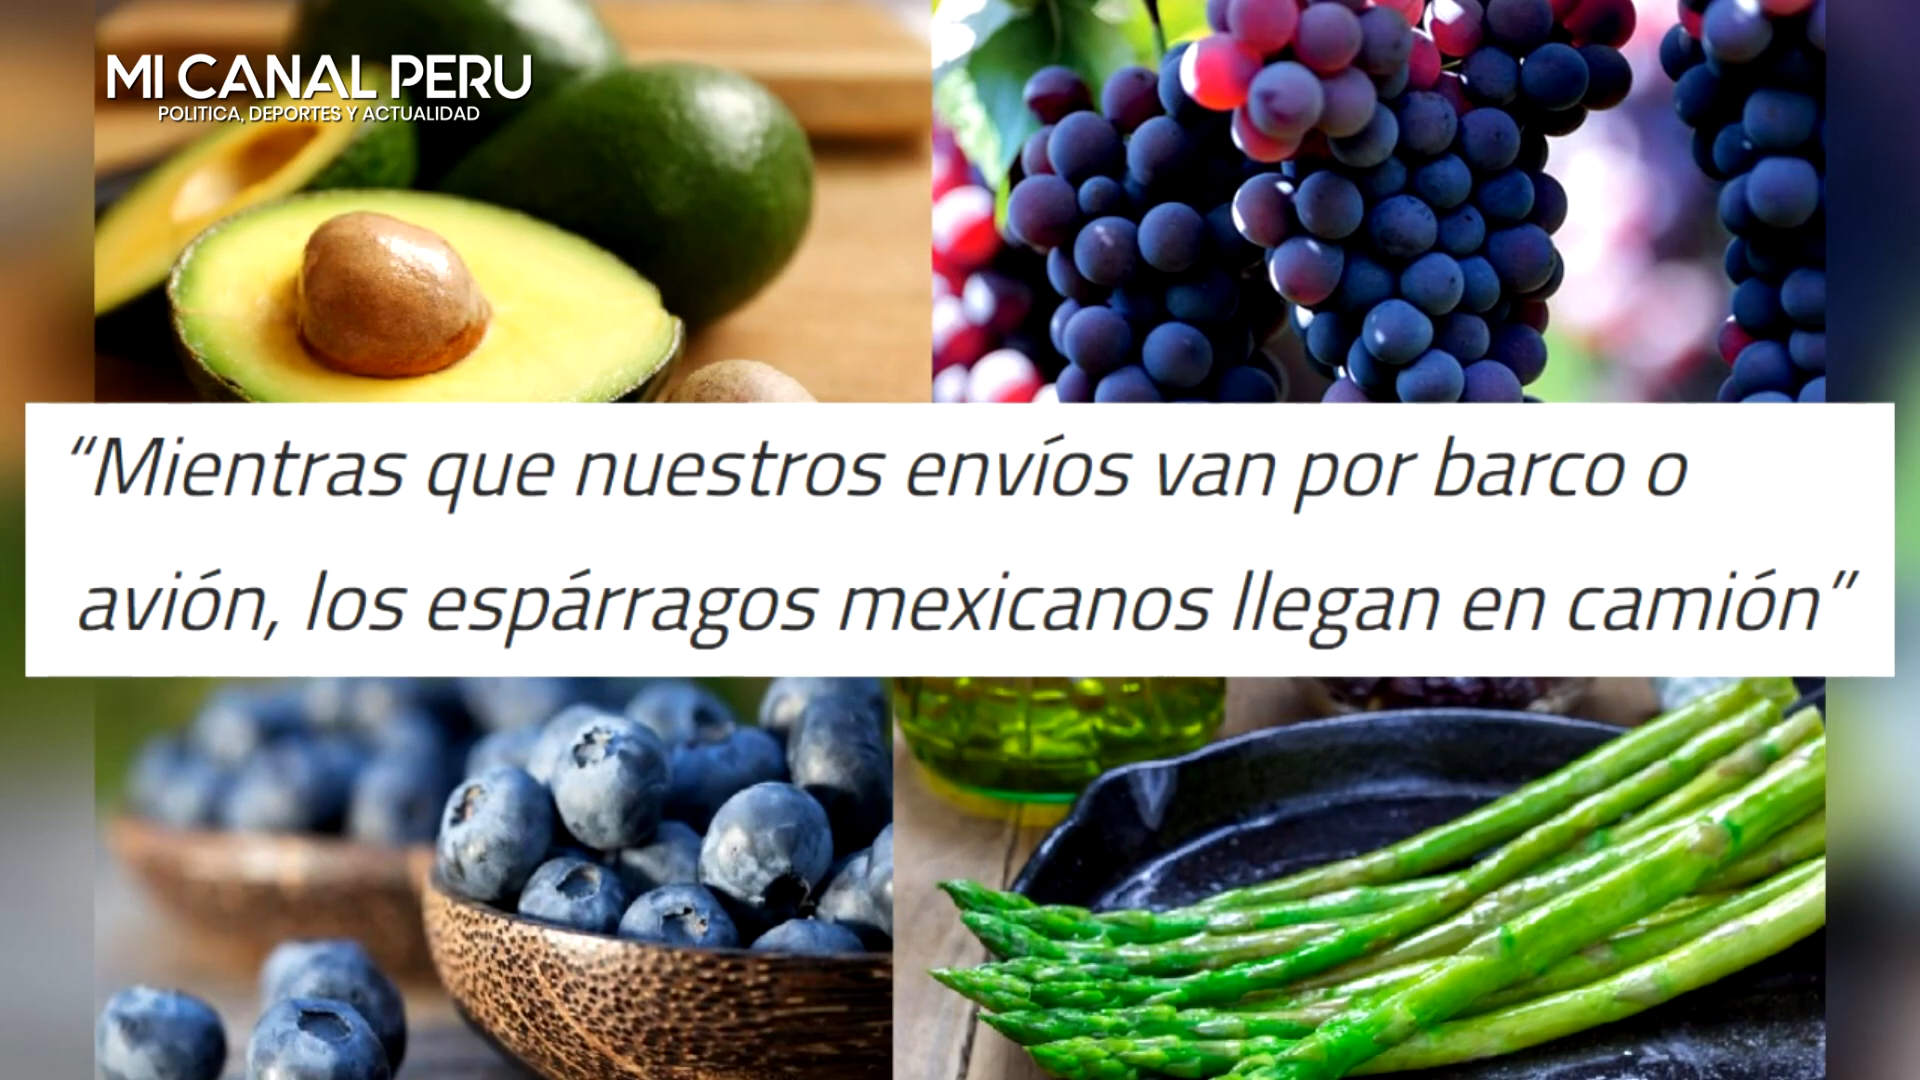 MI CANAL PERU
POLITICA, DEPORTES Y ACTUALIDAD
“Mientras que nuestros envíos van por barco o
avión, los espárragos mexicanos llegan en camión”